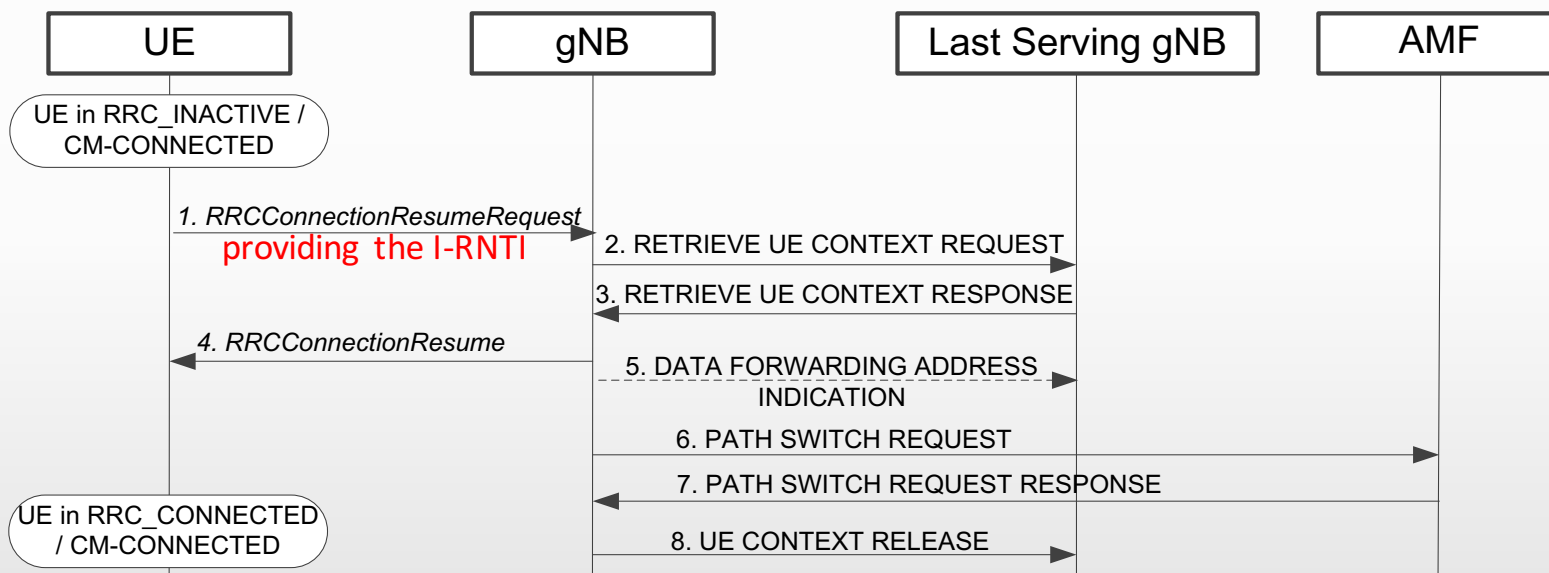 UE
gNB
Last Serving gNB
AMF
UE in RRC_INACTIVE /
CM-CONNECTED
1. RRCConnectionResumeRequest
providing the I-RNTI
2. RETRIEVE UE CONTEXT REQUEST
3. RETRIEVE UE CONTEXT RESPONSE
4. RRCConnectionResume
5. DATA FORWARDING ADDRESS
INDICATION
6. PATH SWITCH REQUEST
7. PATH SWITCH REQUEST RESPONSE
UE in RRC_CONNECTED
/ CM-CONNECTED
8. UE CONTEXT RELEASE